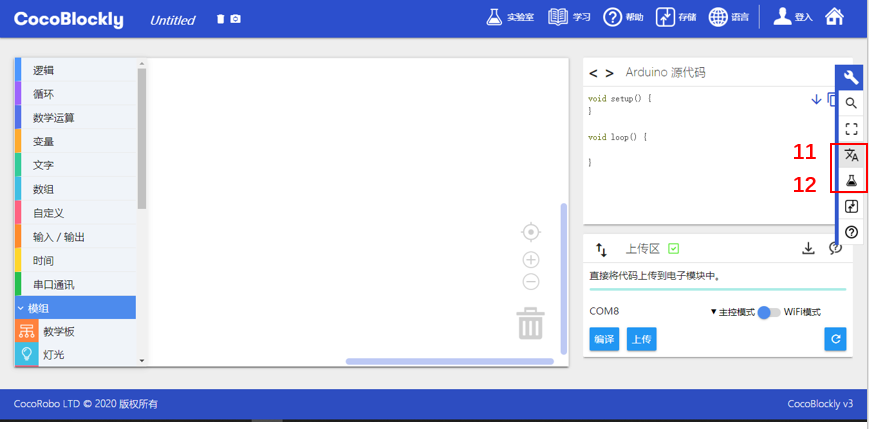 CocoBlockly
Untitled
实验室
学习
帮助
存储
语言
登入
逻辑
循环
数学运算
变量
文字
数组
自定义
输入 / 输出
时间
串口通讯
模组
教学板
灯光
< > Arduino 源代码
void setup() {
}
void loop() {
}
11
12
上传区
直接将代码上传到电子模块中。
COM8
▼主控模式
WiFi模式
编译
上传
CocoRobo LTD © 2020 版权所有
CocoBlockly v3